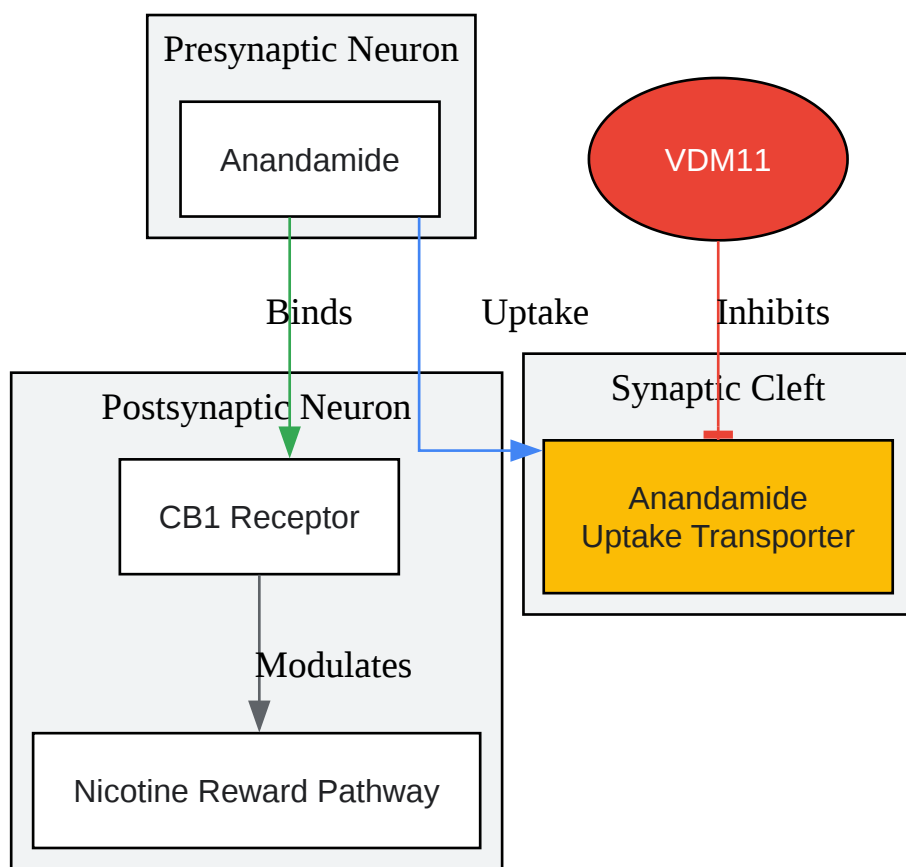 Presynaptic Neuron
Anandamide
VDM11
Binds
Uptake
Inhibits
Synaptic Cleft
Postsynaptic Neuron
CB1 Receptor
Anandamide
Uptake Transporter
Modulates
Nicotine Reward Pathway